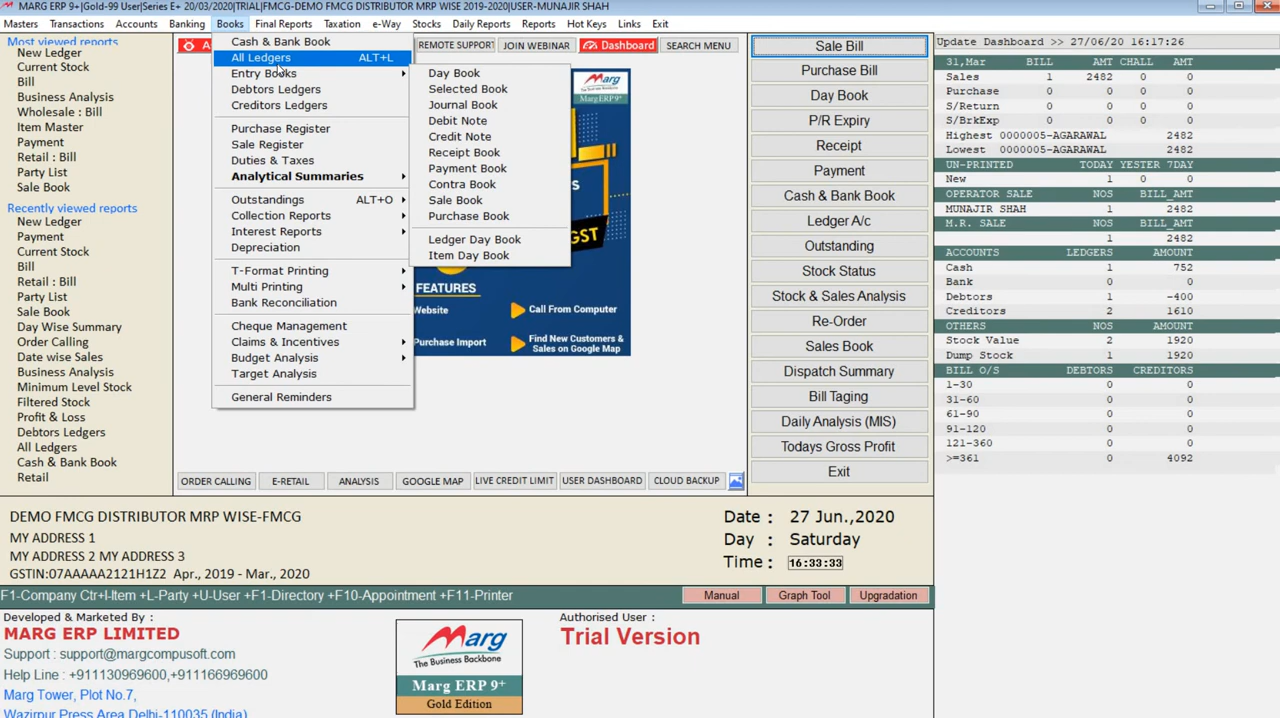 MARG ERP 9+|Gold-99 User|Series E+ 20/03/2020|TRIAL|FMCG-DEMO FMCG DISTRIBUTOR MRP WISE 2019-2020|USER-MUNAJIR SHAH
Masters Transactions Accounts Banking Books Final Reports Taxation e-Way Stocks Daily Reports Reports Hot Keys Links Exit
Most viewed reports
New Ledger
Current Stock
Bill
Business Analysis
Wholesale : Bill
Item Master
Payment
Retail : Bill
Party List
Sale Book
Recently viewed reports
New Ledger
Payment
Current Stock
Bill
Retail : Bill
Party List
Sale Book
Day Wise Summary
Order Calling
Date wise Sales
Business Analysis
Minimum Level Stock
Filtered Stock
Profit & Loss
Debtors Ledgers
All Ledgers
Cash & Bank Book
Retail
Cash & Bank Book
All Ledgers ALT+L
Entry Books
Debtors Ledgers
Creditors Ledgers
Purchase Register
Sale Register
Duties & Taxes
Analytical Summaries
Outstandings ALT+O
Collection Reports
Interest Reports
Depreciation
T-Format Printing
Multi Printing
Bank Reconciliation
Cheque Management
Claims & Incentives
Budget Analysis
Target Analysis
General Reminders
Day Book
Selected Book
Journal Book
Debit Note
Credit Note
Receipt Book
Payment Book
Contra Book
Sale Book
Purchase Book
Ledger Day Book
Item Day Book
REMOTE SUPPORT JOIN WEBINAR Dashboard SEARCH MENU
Marg
MARG ERP 9+
GST
FEATURES
Website Call From Computer
Purchase Import Find New Customers &
Sales on Google Map
ORDER CALLING E-RETAIL ANALYSIS GOOGLE MAP LIVE CREDIT LIMIT USER DASHBOARD CLOUD BACKUP
Sale Bill
Purchase Bill
Day Book
P/R Expiry
Receipt
Payment
Cash & Bank Book
Ledger A/c
Outstanding
Stock Status
Stock & Sales Analysis
Re-Order
Sales Book
Dispatch Summary
Bill Taging
Daily Analysis (MIS)
Todays Gross Profit
Exit
Update Dashboard >> 27/06/20 16:17:26
31,Mar BILL AMT CHALL AMT
Sales 1 2482 0 0
Purchase 0 0 0 0
S/Return 0 0 0 0
S/BrkExp 0 0 0 0
Highest 0000005-AGARAWAL 2482
Lowest 0000005-AGARAWAL 2482
UN-PRINTED TODAY YESTER 7DAY
New 1 0 0
OPERATOR SALE NOS BILL_AMT
MUNAJIR SHAH 1 2482
M.R. SALE NOS BILL_AMT
1 2482
ACCOUNTS LEDGERS AMOUNT
Cash 1 752
Bank 0 0
Debtors 1 -400
Creditors 2 1610
OTHERS NOS AMOUNT
Stock Value 2 1920
Dump Stock 1 1920
BILL O/S DEBTORS CREDITORS
1-30 0 0
31-60 0 0
61-90 0 0
91-120 0 0
121-360 0 0
>=361 0 4092
DEMO FMCG DISTRIBUTOR MRP WISE-FMCG
MY ADDRESS 1
MY ADDRESS 2 MY ADDRESS 3
GSTIN:07AAAAA2121H1Z2 Apr., 2019 - Mar., 2020
Date : 27 Jun.,2020
Day : Saturday
Time : 16:33:33
F1-Company Ctr+I-Item +L-Party +U-User +F1-Directory +F10-Appointment +F11-Printer
Manual Graph Tool Upgradation
Developed & Marketed By :
MARG ERP LIMITED
Support : support@margcompusoft.com
Help Line : +911130969600,+911166969600
Marg Tower, Plot No.7,
Wazirpur Press Area Delhi-110035 (India)
Marg
The Business Backbone
Marg ERP 9+
Gold Edition
Authorised User :
Trial Version